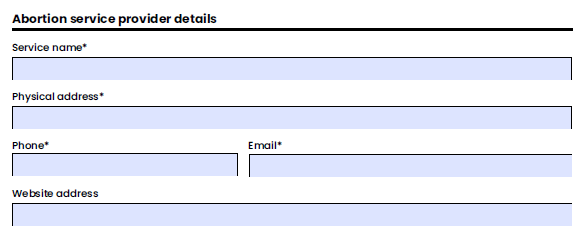 Abortion service provider details
Service name*
Physical address*
Phone* Email*
Website address